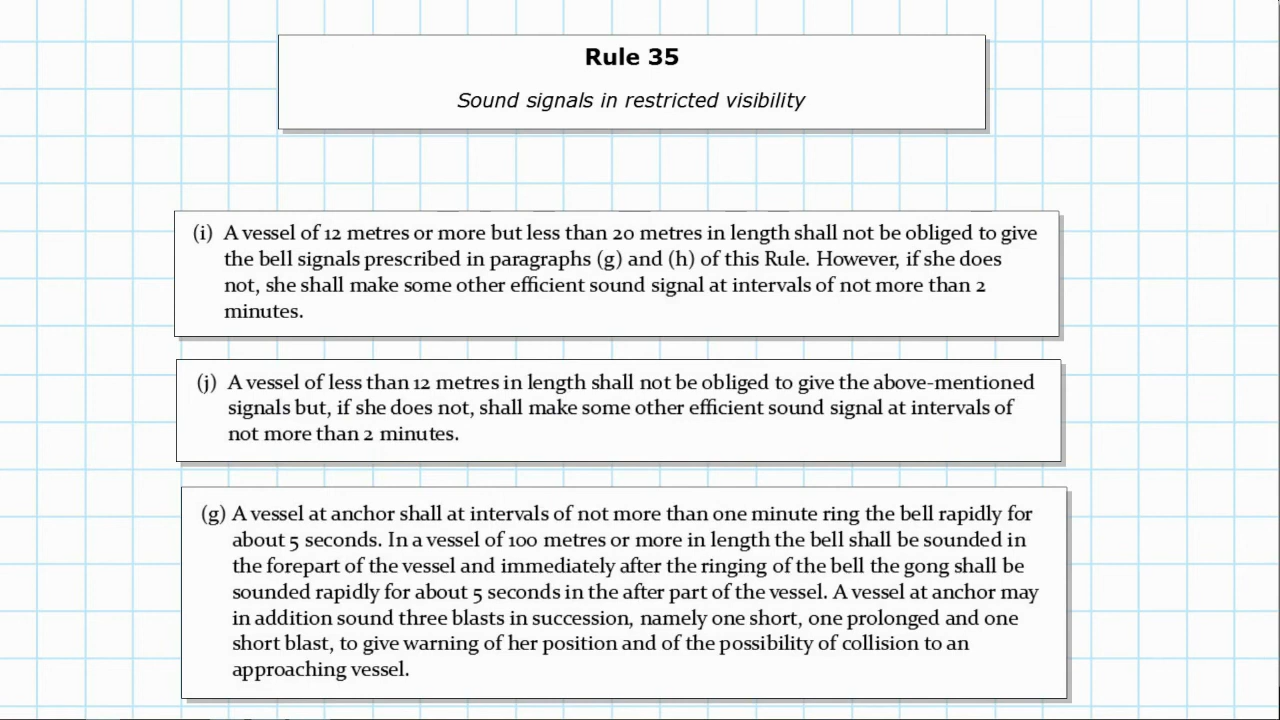 Rule 35
Sound signals in restricted visibility
(i) A vessel of 12 metres or more but less than 20 metres in length shall not be obliged to give
the bell signals prescribed in paragraphs (g) and (h) of this Rule. However, if she does
not, she shall make some other efficient sound signal at intervals of not more than 2
minutes.
(j) A vessel of less than 12 metres in length shall not be obliged to give the above-mentioned
signals but, if she does not, shall make some other efficient sound signal at intervals of
not more than 2 minutes.
(g) A vessel at anchor shall at intervals of not more than one minute ring the bell rapidly for
about 5 seconds. In a vessel of 100 metres or more in length the bell shall be sounded in
the forepart of the vessel and immediately after the ringing of the bell the gong shall be
sounded rapidly for about 5 seconds in the after part of the vessel. A vessel at anchor may
in addition sound three blasts in succession, namely one short, one prolonged and one
short blast, to give warning of her position and of the possibility of collision to an
approaching vessel.